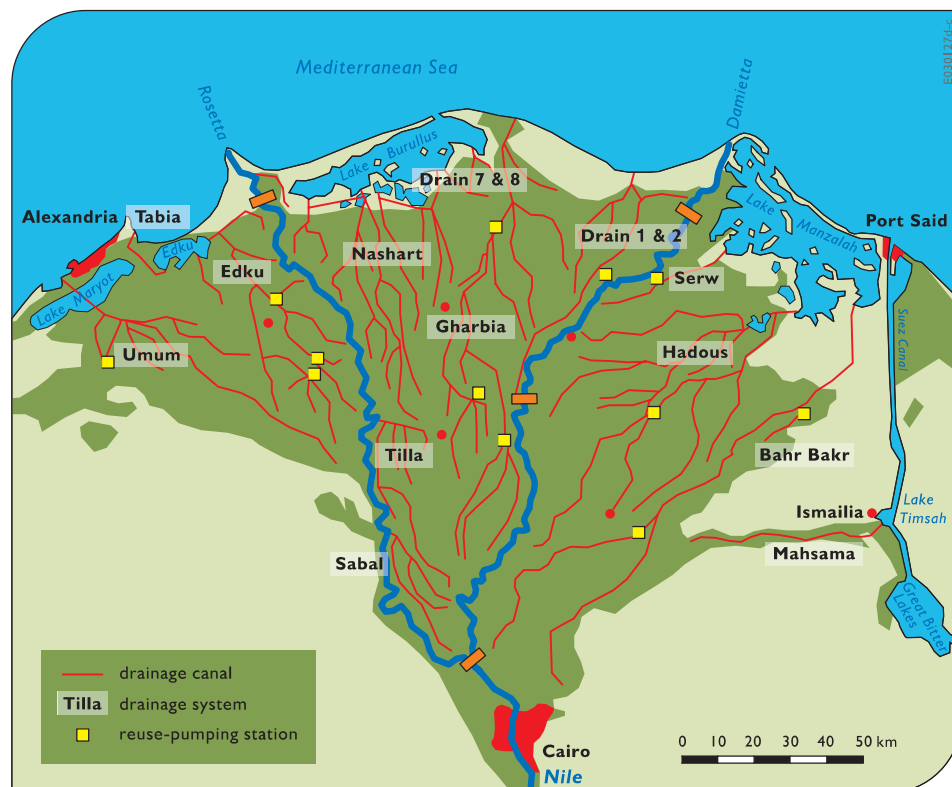 E030127d-c
Mediterranean Sea
Rosetta
Damietta
Lake Burullus
Drain 7 & 8
Alexandria
Tabia
Lake
Manzalah
Port Said
Edku
Nashart
Drain 1 & 2
Edku
Serw
Lake Maryot
Gharbia
Suez Canal
Umum
Hadous
Tilla
Bahr Bakr
Ismailia
Lake
Timsah
Mahsama
Sabal
Great Bitter
Lakes
drainage canal
Tilla drainage system
reuse-pumping station
Cairo
Nile
0 10 20 30 40 50 km